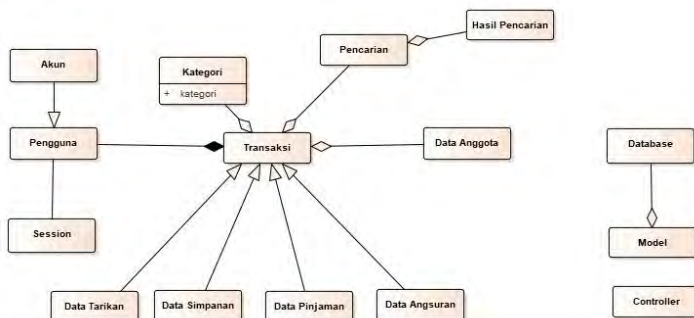 Hasil Pencarian
Pencarian
Akun
Kategori
+ kategori
Pengguna
Transaksi
Data Anggota
Database
Session
Model
Data Tarikan
Data Simpanan
Data Pinjaman
Data Angsuran
Controller